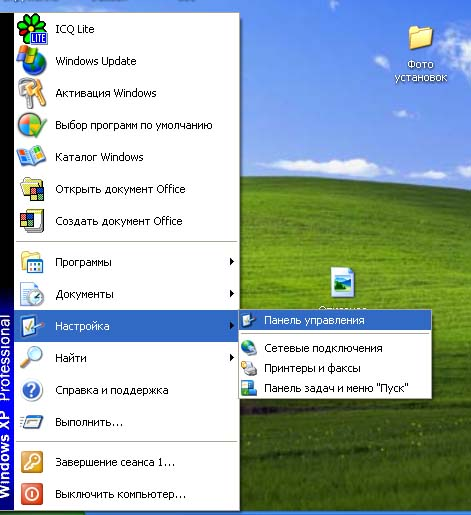 ICQ Lite
Windows Update
Активация Windows
Выбор программ по умолчанию
Каталог Windows
Открыть документ Office
Создать документ Office
Программы
Документы
Настройка
Найти
Справка и поддержка
Выполнить...
Завершение сеанса 1...
Выключить компьютер...
Windows XP Professional
LITE
Панель управления
Сетевые подключения
Принтеры и факсы
Панель задач и меню "Пуск"
Фото
установок